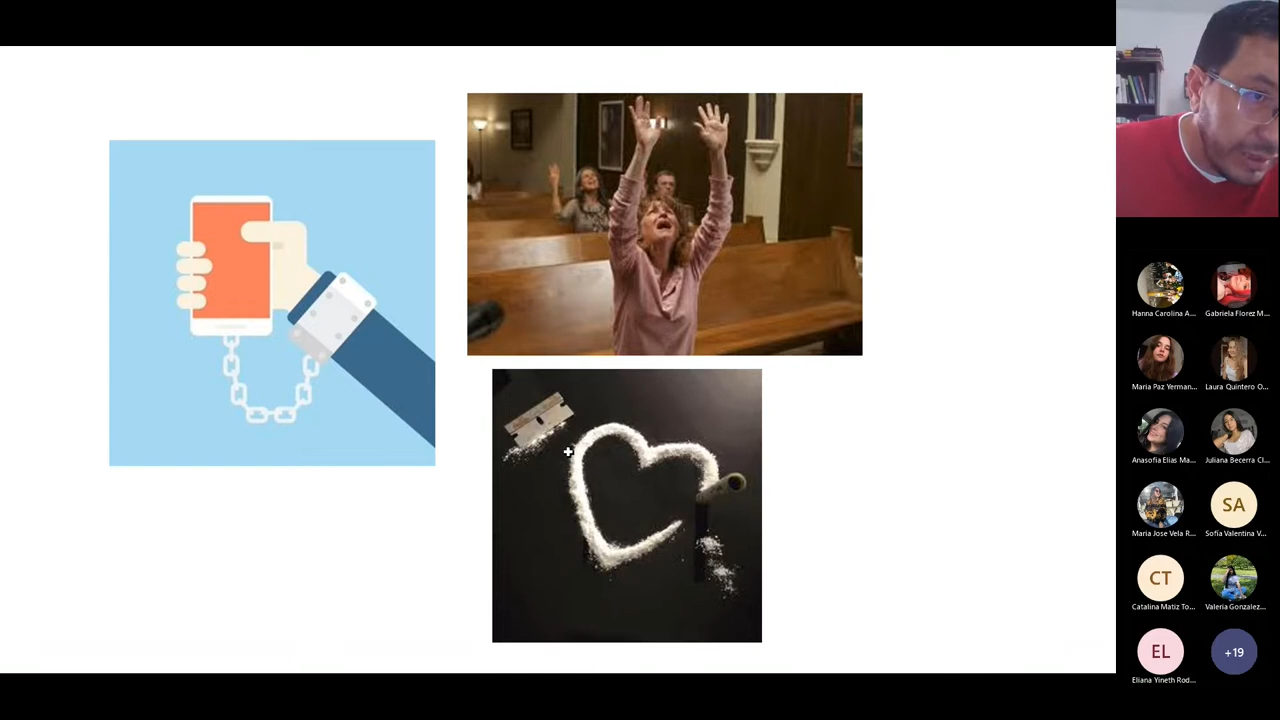 Hanna Carolina A...
Gabriela Florez M...
Maria Paz Yerman...
Laura Quintero O...
Anasofia Elias Ma...
Juliana Becerra Cl...
Maria Jose Vela R...
SA
Sofía Valentina V...
CT
Catalina Matiz To...
Valeria Gonzalez...
EL
Eliana Yineth Rod...
+19